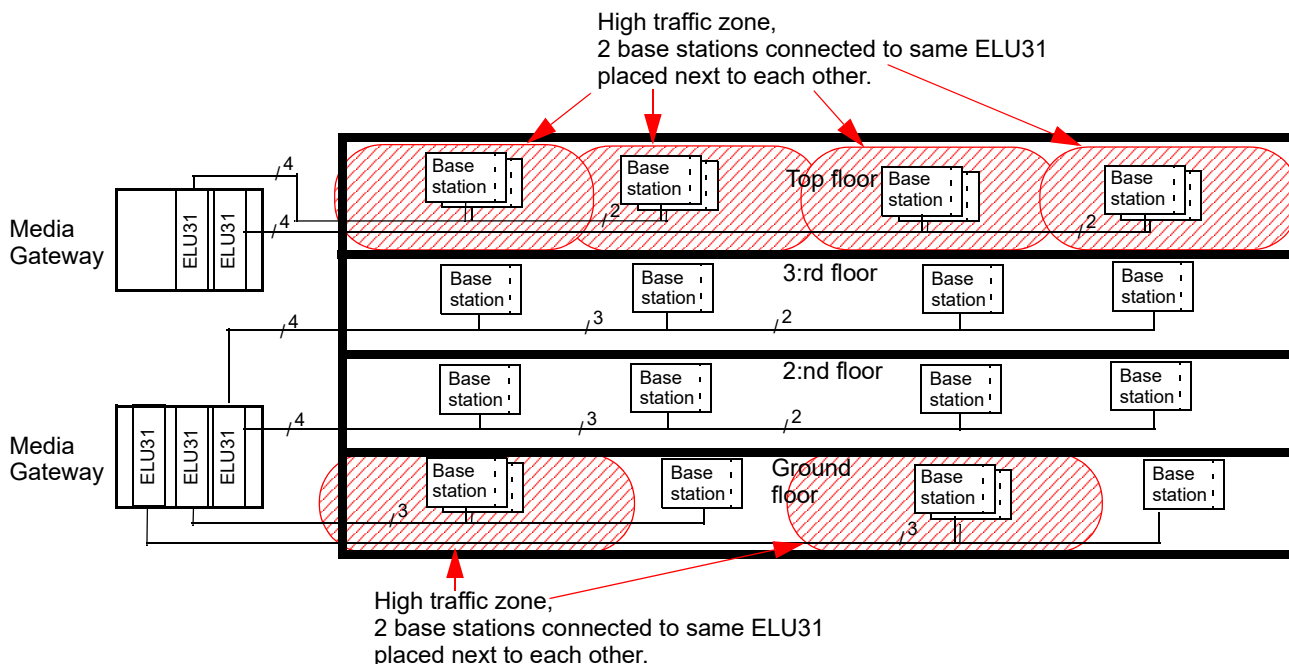 High traffic zone,
2 base stations connected to same ELU31
placed next to each other.
4
Media
Gateway
ELU31
ELU31
4
Base
station
Base
station
2
Top floor
Base
station
2
Base
station
3:rd floor
Base
station
Base
station
Base
station
Base
station
4
3
2
2:nd floor
Base
station
Base
station
Base
station
Base
station
4
3
2
Media
Gateway
ELU31
ELU31
ELU31
Ground
floor
Base
station
Base
station
Base
station
Base
station
3
3
High traffic zone,
2 base stations connected to same ELU31
placed next to each other.